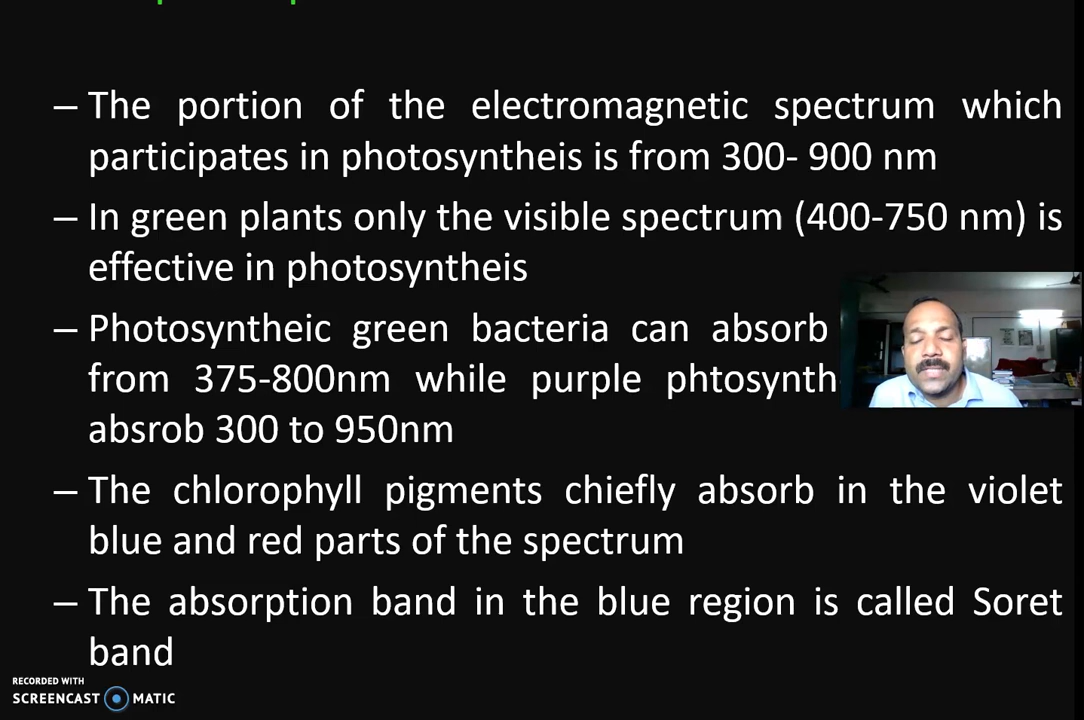 – The portion of the electromagnetic spectrum which
participates in photosyntheis is from 300- 900 nm
– In green plants only the visible spectrum (400-750 nm) is
effective in photosyntheis
– Photosyntheic green bacteria can absorb
from 375-800nm while purple phtosynth
absrob 300 to 950nm
– The chlorophyll pigments chiefly absorb in the violet
blue and red parts of the spectrum
– The absorption band in the blue region is called Soret
band
RECORDED WITH
SCREENCAST MATIC